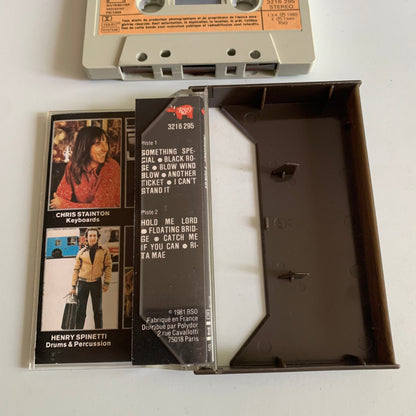 3216 295
STEREO
RSO
3216 295
Piste 1
SOMETHING SPE-
CIAL • BLACK RO-
SE • BLOW WIND
BLOW • ANOTHER
TICKET • I CAN'T
STAND IT
Piste 2
HOLD ME LORD
• FLOATING BRID-
GE • CATCH ME
IF YOU CAN • RI-
TA MAE
© 1981 RSO
Fabriqué en France
Distribué par Polydor
2 rue Cavallotti
75018 Paris
CHRIS STAINTON
Keyboards
HENRY SPINETTI
Drums & Percussion